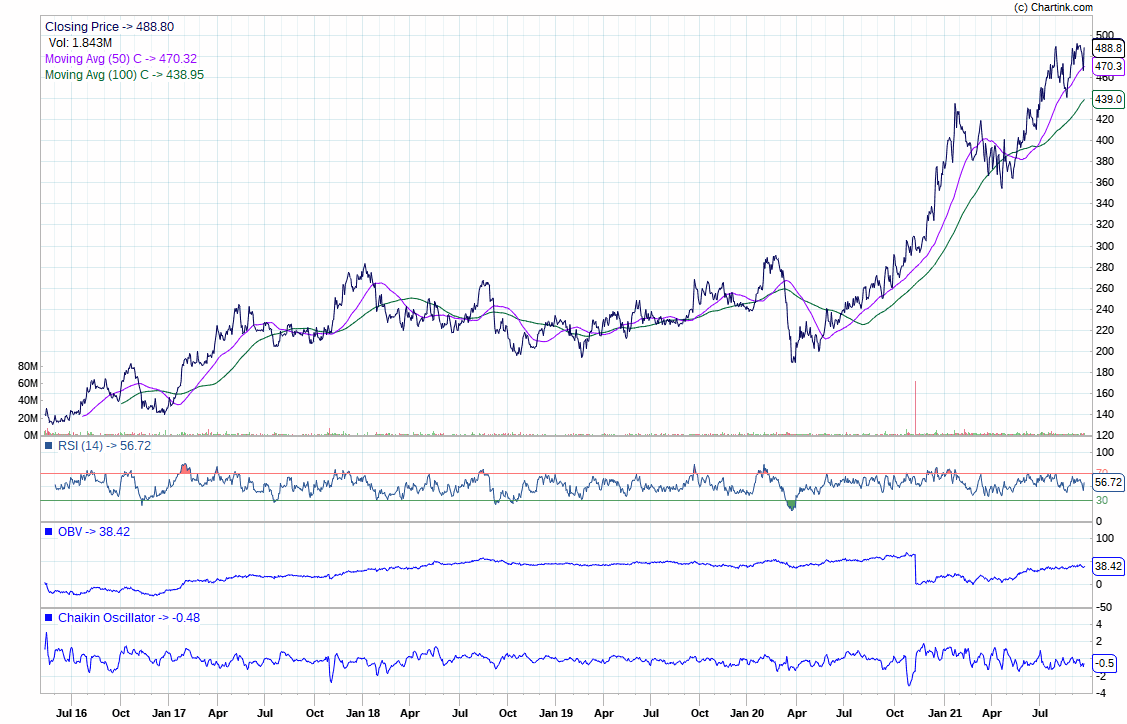 (c) Chartink.com
Closing Price -> 488.80
Vol: 1.843M
Moving Avg (50) C -> 470.32
Moving Avg (100) C -> 438.95
500
488.8
470.3
460
439.0
420
400
380
360
340
320
300
280
260
240
220
200
180
160
140
120
80M
60M
40M
20M
0M
RSI (14) -> 56.72
100
70
56.72
30
0
OBV -> 38.42
100
38.42
0
-50
Chaikin Oscillator -> -0.48
4
2
-0.5
-2
-4
Jul 16 Oct Jan 17 Apr Jul Oct Jan 18 Apr Jul Oct Jan 19 Apr Jul Oct Jan 20 Apr Jul Oct Jan 21 Apr Jul